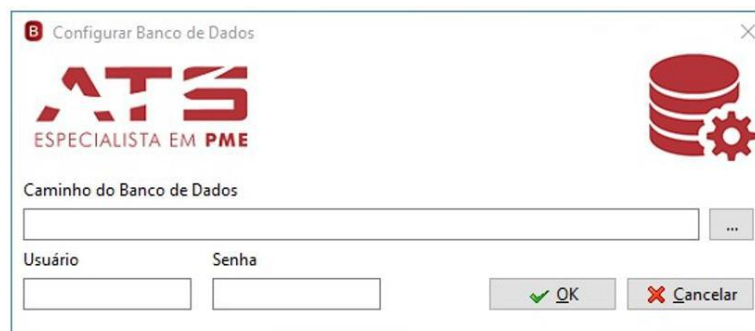 Configurar Banco de Dados
ATS
ESPECIALISTA EM PME
Caminho do Banco de Dados
...
Usuário Senha
OK Cancelar